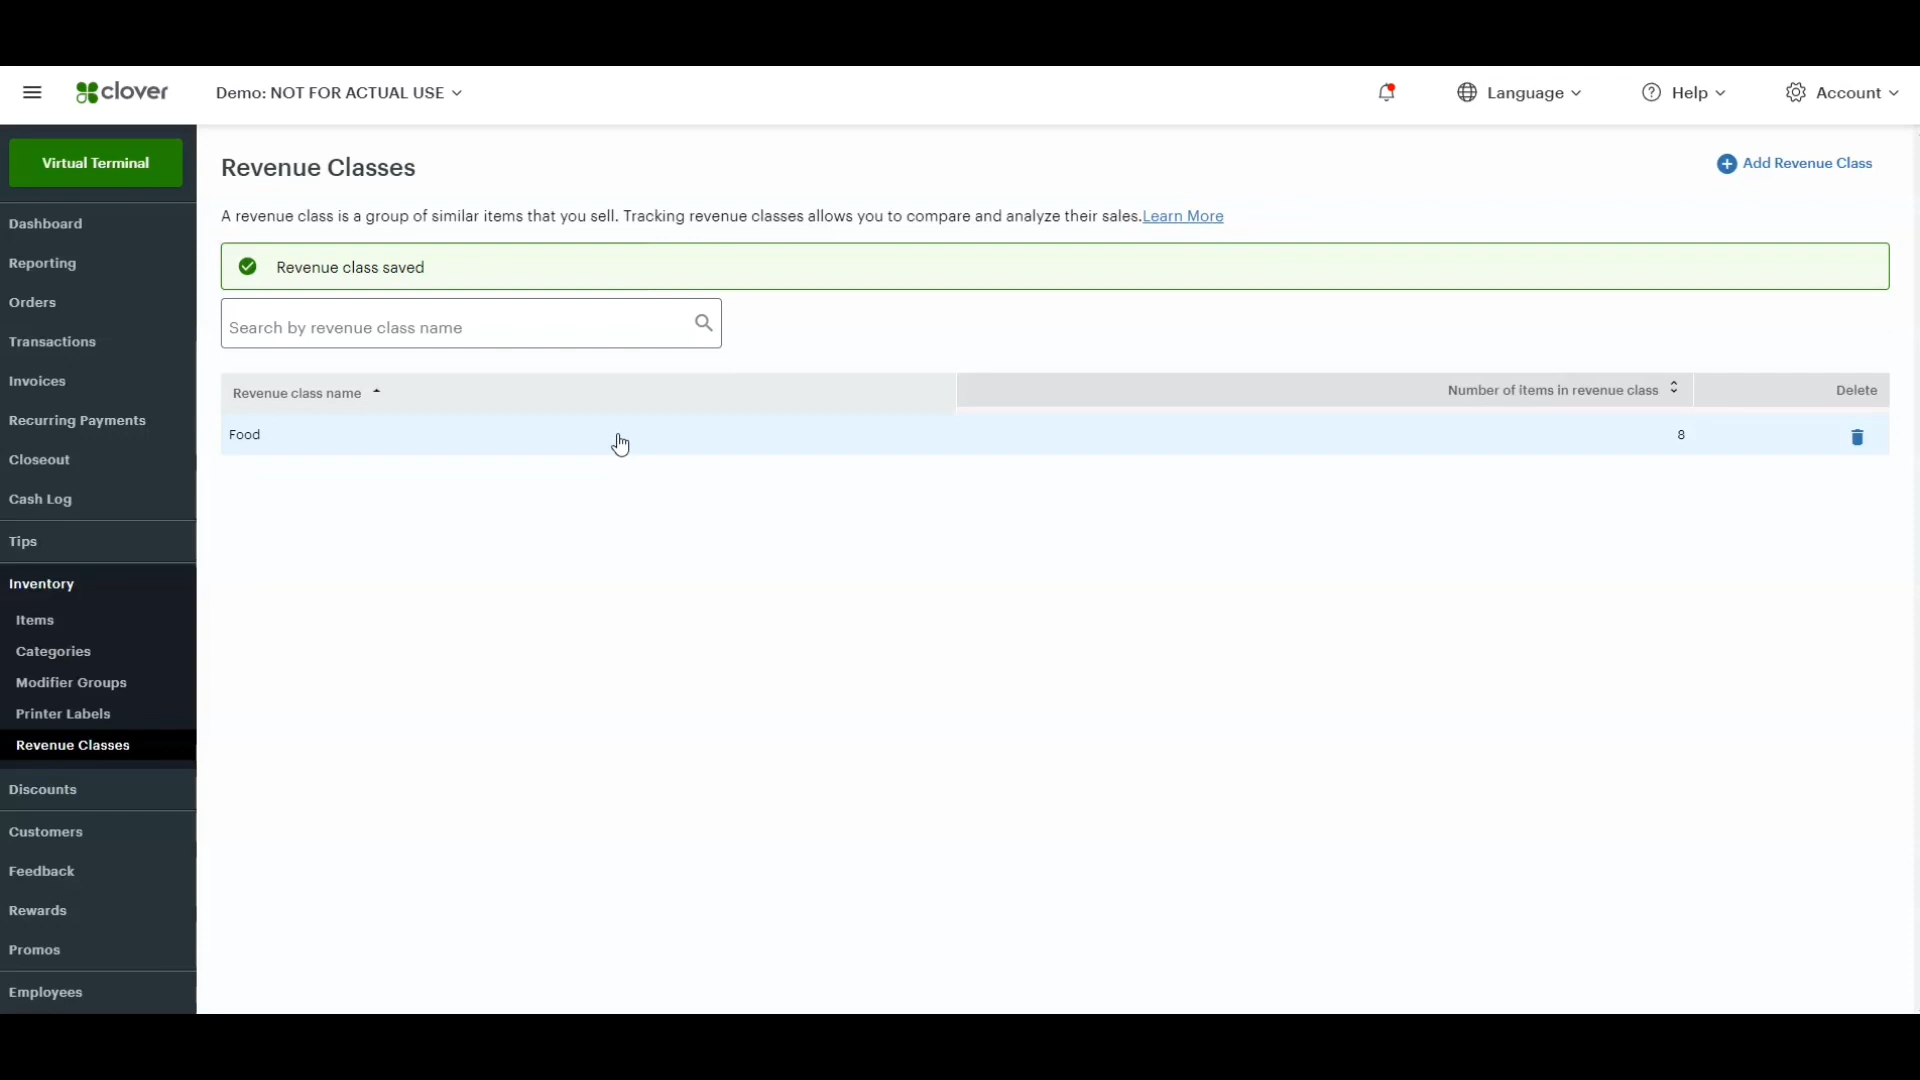 clover
Demo: NOT FOR ACTUAL USE
Language
Help
Account
Virtual Terminal
Dashboard
Reporting
Orders
Transactions
Invoices
Recurring Payments
Closeout
Cash Log
Tips
Inventory
Items
Categories
Modifier Groups
Printer Labels
Revenue Classes
Discounts
Customers
Feedback
Rewards
Promos
Employees
Revenue Classes
Add Revenue Class
A revenue class is a group of similar items that you sell. Tracking revenue classes allows you to compare and analyze their sales.Learn More
Revenue class saved
Search by revenue class name
Revenue class name
Number of items in revenue class
Delete
Food
8